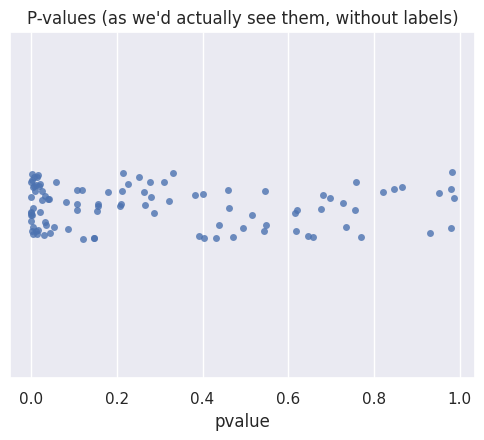 P-values (as we'd actually see them, without labels)
0.0 0.2 0.4 0.6 0.8 1.0
pvalue